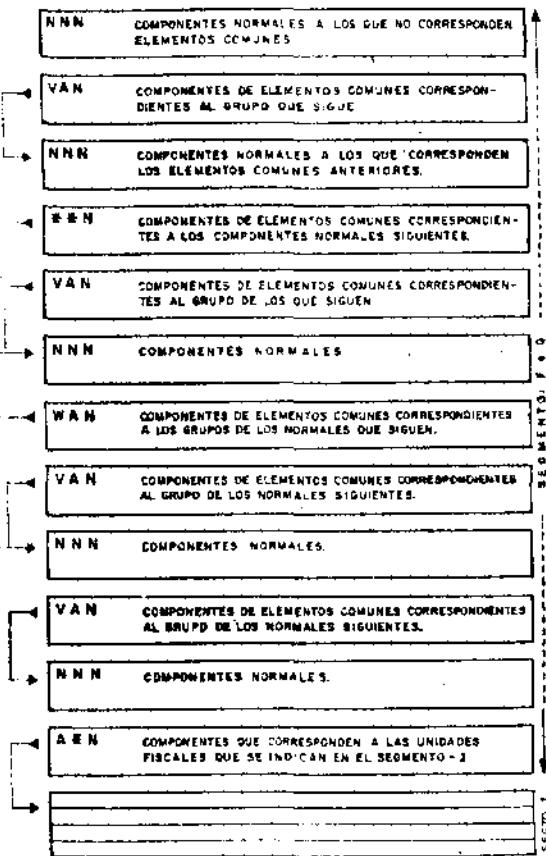 NNN COMPONENTES NORMALES A LOS QUE NO CORRESPONDEN
ELEMENTOS COMUNES
VAN COMPONENTES DE ELEMENTOS COMUNES CORRESPON-
DIENTES AL GRUPO QUE SIGUE
NNN COMPONENTES NORMALES A LOS QUE CORRESPONDEN
LOS ELEMENTOS COMUNES ANTERIORES.
**N COMPONENTES DE ELEMENTOS COMUNES CORRESPONDIEN-
TES A LOS COMPONENTES NORMALES SIGUIENTES.
VAN COMPONENTES DE ELEMENTOS COMUNES CORRESPONDIEN-
TES AL GRUPO DE LOS QUE SIGUEN
NNN COMPONENTES NORMALES
WAN COMPONENTES DE ELEMENTOS COMUNES CORRESPONDIENTES
A LOS GRUPOS DE LOS NORMALES QUE SIGUEN.
VAN COMPONENTES DE ELEMENTOS COMUNES CORRESPONDIENTES
AL GRUPO DE LOS NORMALES SIGUIENTES.
NNN COMPONENTES NORMALES.
VAN COMPONENTES DE ELEMENTOS COMUNES CORRESPONDIENTES
AL GRUPO DE LOS NORMALES SIGUIENTES.
NNN COMPONENTES NORMALES.
A*N COMPONENTES QUE CORRESPONDEN A LAS UNIDADES
FISCALES QUE SE INDICAN EN EL SEGMENTO - 2
SEGMENTO, F + G